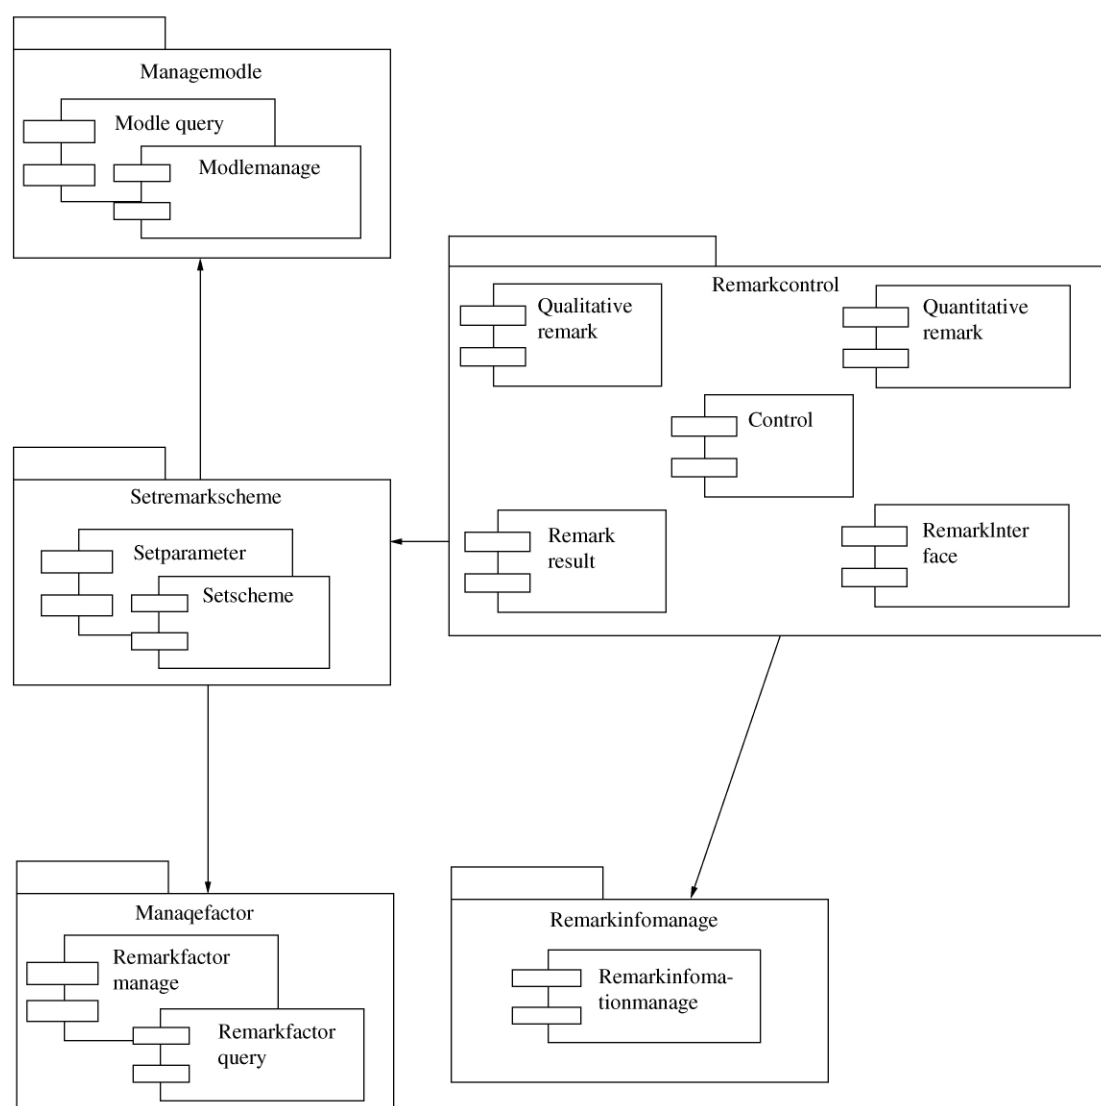 Managemodle
Modle query
Modlemanage
Remarkcontrol
Qualitative
remark
Quantitative
remark
Control
Remark
result
RemarkInter
face
Setremarkscheme
Setparameter
Setscheme
Manaqefactor
Remarkfactor
manage
Remarkfactor
query
Remarkinfomanage
Remarkinfoma-
tionmanage